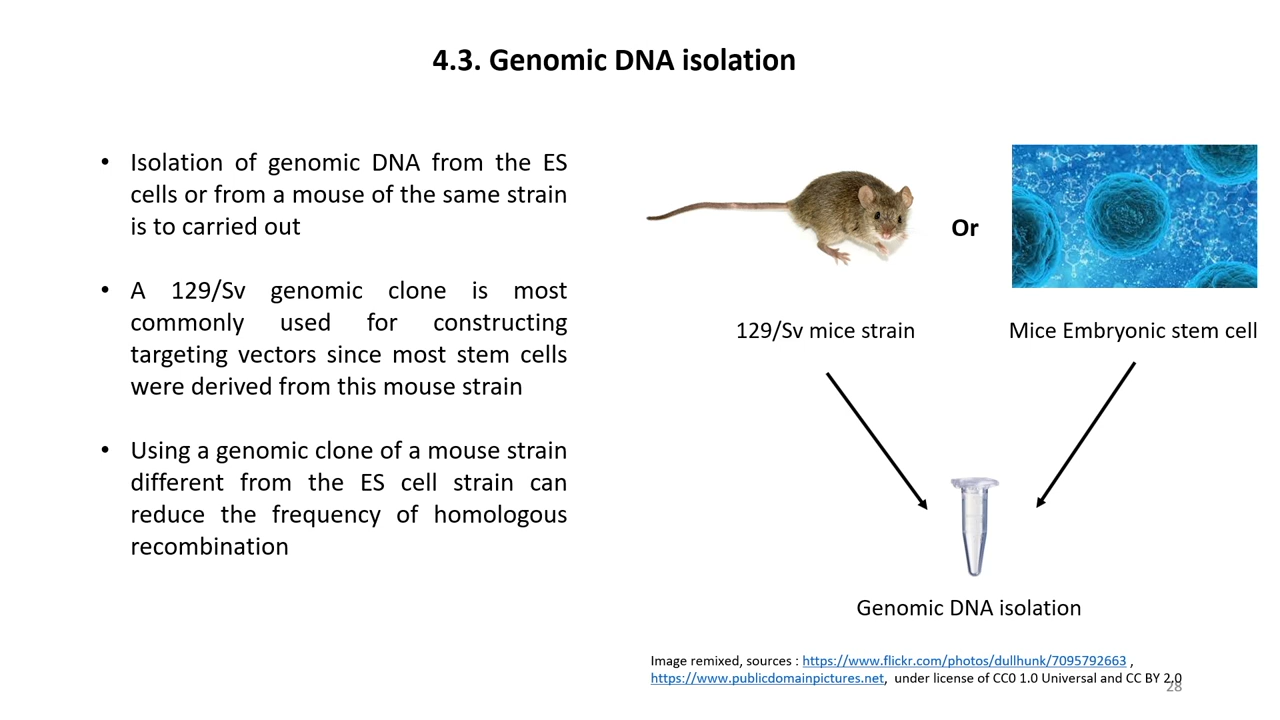 4.3. Genomic DNA isolation
• Isolation of genomic DNA from the ES
cells or from a mouse of the same strain
is to carried out
• A 129/Sv genomic clone is most
commonly used for constructing
targeting vectors since most stem cells
were derived from this mouse strain
• Using a genomic clone of a mouse strain
different from the ES cell strain can
reduce the frequency of homologous
recombination
Or
129/Sv mice strain
Mice Embryonic stem cell
Genomic DNA isolation
Image remixed, sources : https://www.flickr.com/photos/dullhunk/7095792663 ,
https://www.publicdomainpictures.net, under license of CC0 1.0 Universal and CC BY 2.0
28